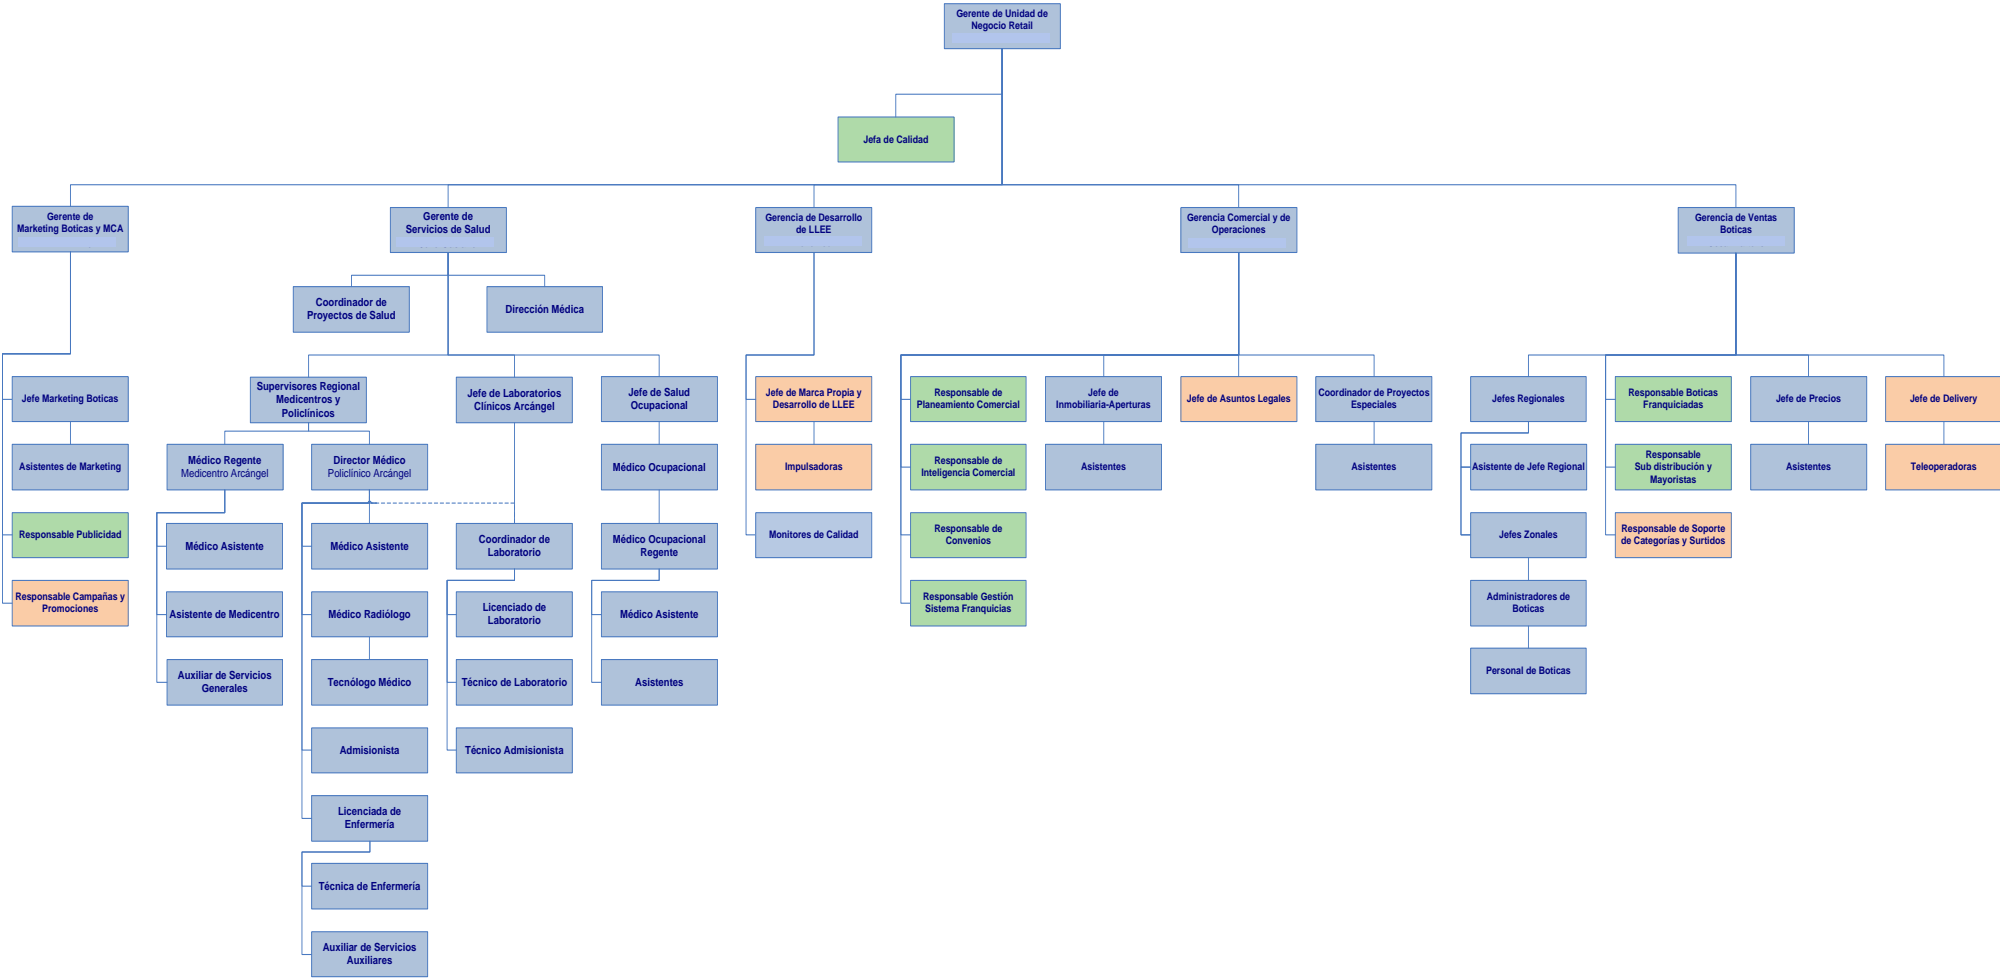 Gerente de Unidad de
Negocio Retail
Jefa de Calidad
Gerente de
Marketing Boticas y MCA
Gerente de
Servicios de Salud
Gerencia de Desarrollo
de LLEE
Gerencia Comercial y de
Operaciones
Gerencia de Ventas
Boticas
Coordinador de
Proyectos de Salud
Dirección Médica
Jefe Marketing Boticas
Asistentes de Marketing
Responsable Publicidad
Responsable Campañas y
Promociones
Supervisores Regional
Medicentros y
Policlínicos
Médico Regente
Medicentro Arcángel
Médico Asistente
Asistente de Medicentro
Auxiliar de Servicios
Generales
Director Médico
Policlínico Arcángel
Médico Asistente
Médico Radiólogo
Tecnólogo Médico
Admisionista
Licenciada de
Enfermería
Técnica de Enfermería
Auxiliar de Servicios
Auxiliares
Jefe de Laboratorios
Clínicos Arcángel
Coordinador de
Laboratorio
Licenciado de
Laboratorio
Técnico de Laboratorio
Técnico Admisionista
Jefe de Salud
Ocupacional
Médico Ocupacional
Médico Ocupacional
Regente
Médico Asistente
Asistentes
Jefe de Marca Propia y
Desarrollo de LLEE
Impulsadoras
Monitores de Calidad
Responsable de
Planeamiento Comercial
Responsable de
Inteligencia Comercial
Responsable de
Convenios
Responsable Gestión
Sistema Franquicias
Jefe de
Inmobiliaria-Aperturas
Asistentes
Jefe de Asuntos Legales
Coordinador de Proyectos
Especiales
Asistentes
Jefes Regionales
Asistente de Jefe Regional
Jefes Zonales
Administradores de
Boticas
Personal de Boticas
Responsable Boticas
Franquiciadas
Responsable
Sub distribución y
Mayoristas
Responsable de Soporte
de Categorías y Surtidos
Jefe de Precios
Asistentes
Jefe de Delivery
Teleoperadoras